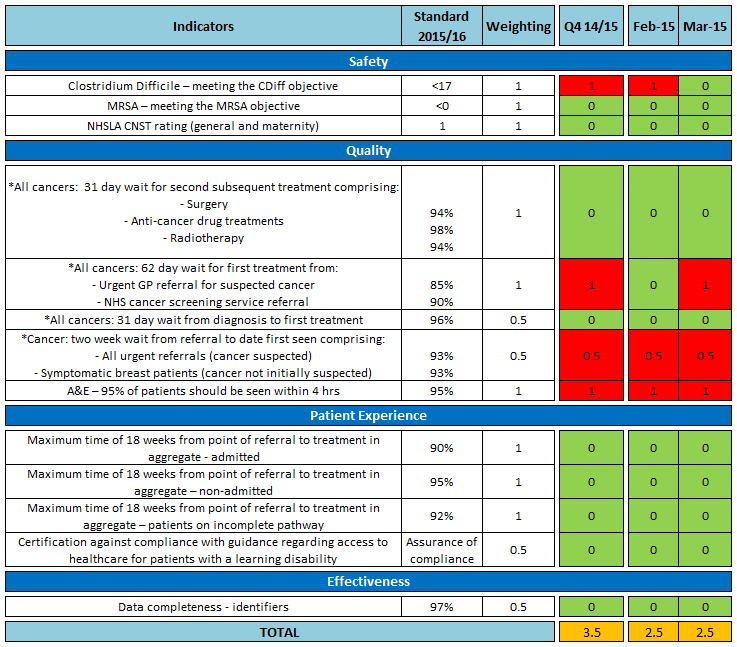 Indicators Standard 2015/16 Weighting Q4 14/15 Feb-15 Mar-15
Safety
Clostridium Difficile – meeting the CDiff objective <17 1 1 1 0
MRSA – meeting the MRSA objective <0 1 0 0 0
NHSLA CNST rating (general and maternity) 1 1 0 0 0
Quality
*All cancers: 31 day wait for second subsequent treatment comprising:
- Surgery 94%
- Anti-cancer drug treatments 98% 1 0 0 0
- Radiotherapy 94%
*All cancers: 62 day wait for first treatment from:
- Urgent GP referral for suspected cancer 85% 1 1 0 1
- NHS cancer screening service referral 90%
*All cancers: 31 day wait from diagnosis to first treatment 96% 0.5 0 0 0
*Cancer: two week wait from referral to date first seen comprising:
- All urgent referrals (cancer suspected) 93% 0.5 0.5 0.5 0.5
- Symptomatic breast patients (cancer not initially suspected) 93%
A&E – 95% of patients should be seen within 4 hrs 95% 1 1 1 1
Patient Experience
Maximum time of 18 weeks from point of referral to treatment in
aggregate - admitted 90% 1 0 0 0
Maximum time of 18 weeks from point of referral to treatment in
aggregate – non-admitted 95% 1 0 0 0
Maximum time of 18 weeks from point of referral to treatment in
aggregate – patients on incomplete pathway 92% 1 0 0 0
Certification against compliance with guidance regarding access to
healthcare for patients with a learning disability Assurance of compliance 0.5 0 0 0
Effectiveness
Data completeness - identifiers 97% 0.5 0 0 0
TOTAL 3.5 2.5 2.5